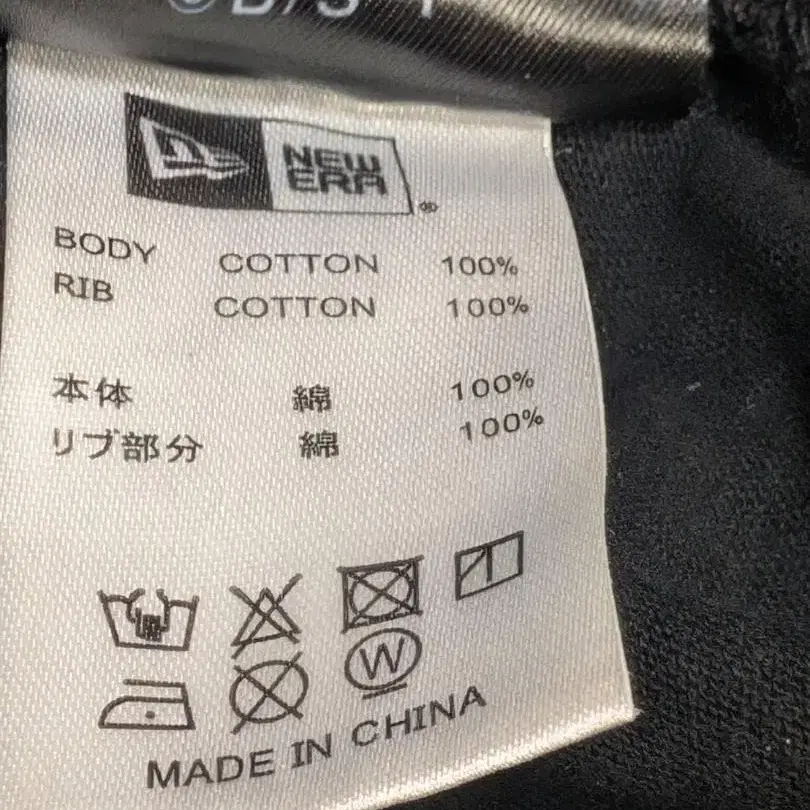 NEW
ERA
®
BODY COTTON 100%
RIB COTTON 100%
本体 綿 100%
リブ部分 綿 100%
W
MADE IN CHINA